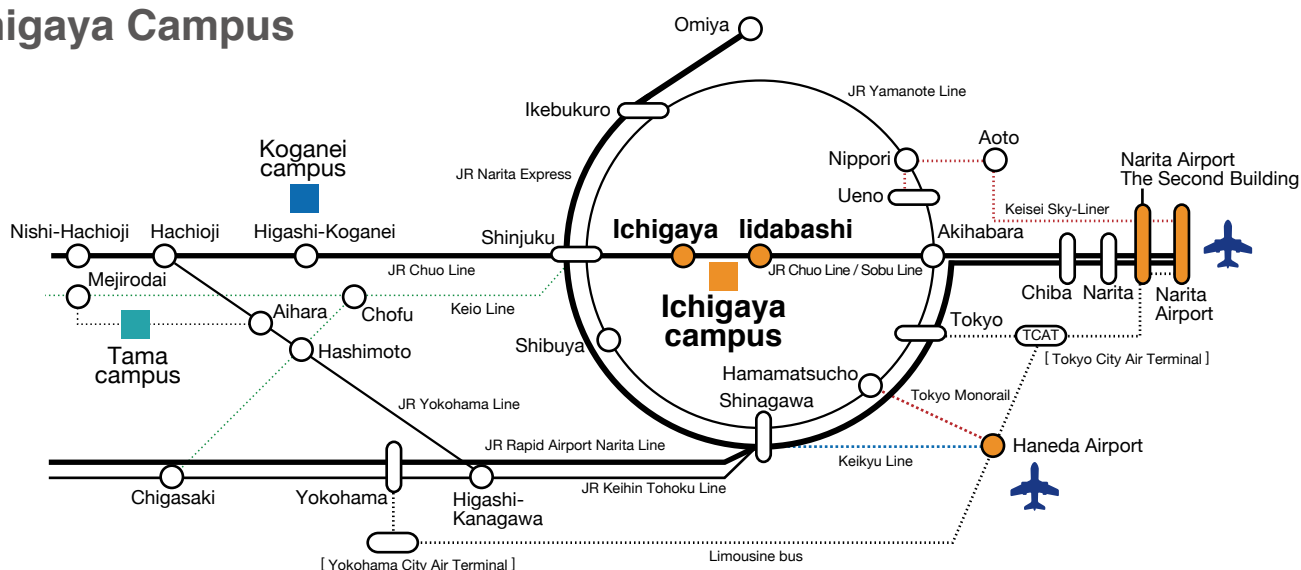 higaya Campus
Omiya
JR Yamanote Line
Ikebukuro
Koganei
campus
JR Narita Express
Nippori
Aoto
Narita Airport
The Second Building
Ueno
Keisei Sky-Liner
Nishi-Hachioji
Hachioji
Higashi-Koganei
Shinjuku
Ichigaya
Iidabashi
Akihabara
JR Chuo Line
JR Chuo Line / Sobu Line
Mejirodai
Aihara
Chofu
Keio Line
Ichigaya
campus
Chiba
Narita
Narita
Airport
Tama
campus
Hashimoto
Shibuya
Tokyo
TCAT
[ Tokyo City Air Terminal ]
Hamamatsucho
Tokyo Monorail
JR Yokohama Line
Shinagawa
JR Rapid Airport Narita Line
Haneda Airport
Keikyu Line
Chigasaki
Yokohama
Higashi-
Kanagawa
JR Keihin Tohoku Line
Limousine bus
[ Yokohama City Air Terminal ]